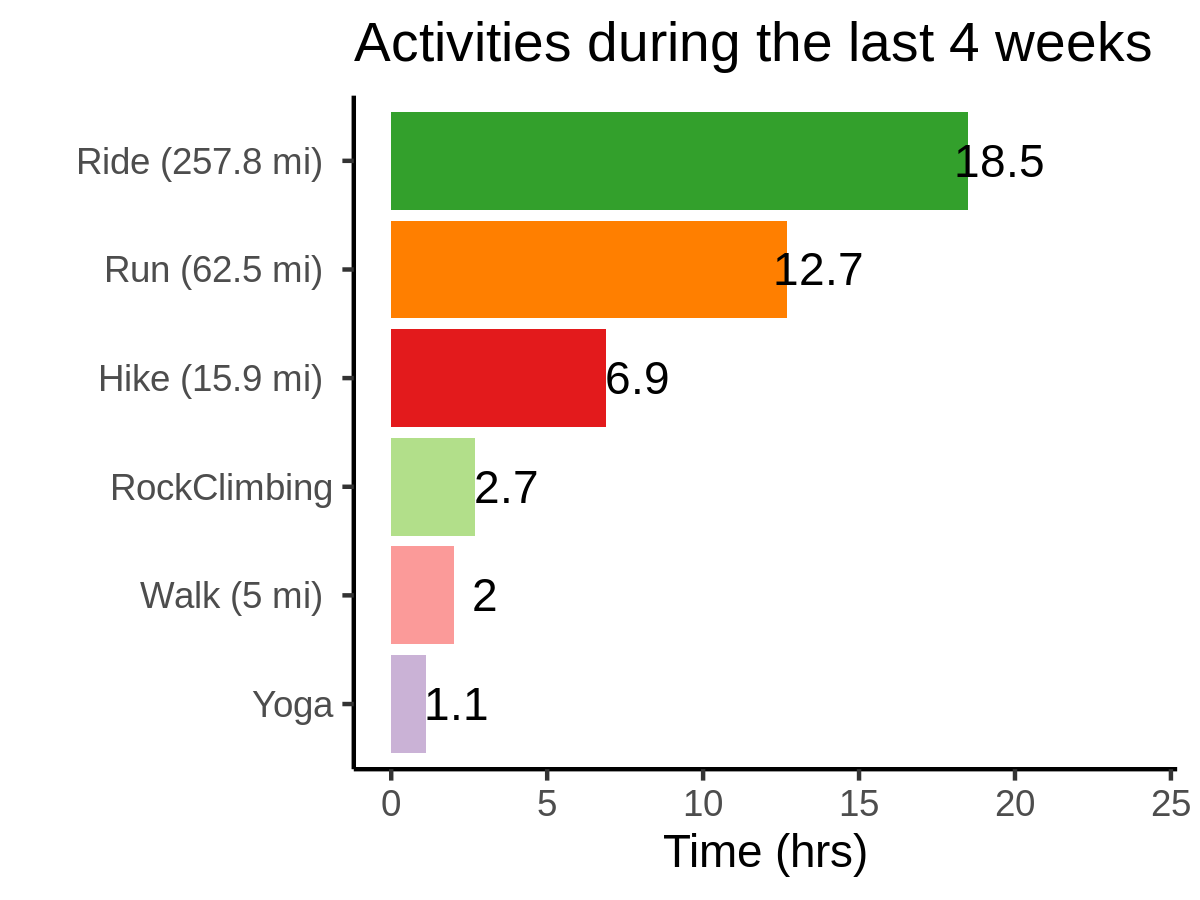 Activities during the last 4 weeks
Ride (257.8 mi) 18.5
Run (62.5 mi) 12.7
Hike (15.9 mi) 6.9
RockClimbing 2.7
Walk (5 mi) 2
Yoga 1.1
0 5 10 15 20 25
Time (hrs)